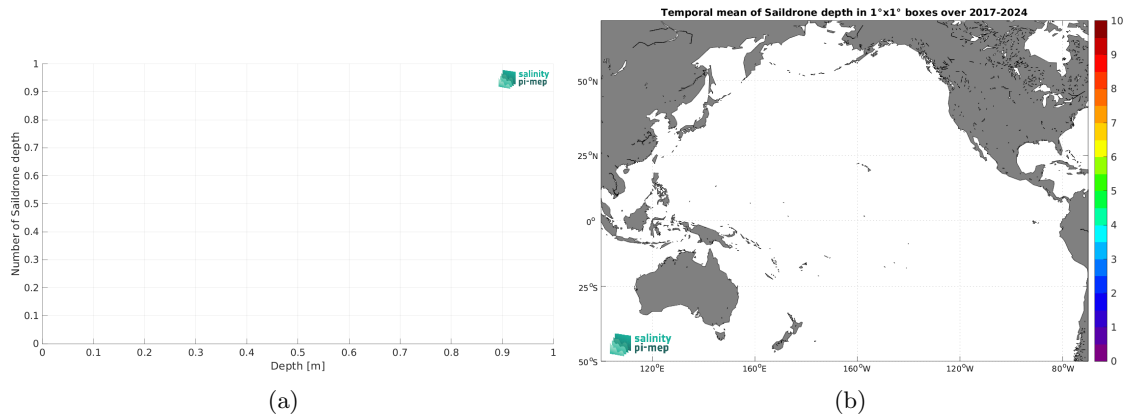 Temporal mean of Saildrone depth in 1°x1° boxes over 2017-2024
1
0.9
0.8
0.7
0.6
0.5
0.4
0.3
0.2
0.1
0
Number of Saildrone depth
0 0.1 0.2 0.3 0.4 0.5 0.6 0.7 0.8 0.9 1
Depth [m]
salinity
pi-mep
(a)
50°N
25°N
0°
25°S
50°S
120°E 160°E 160°W 120°W 80°W
salinity
pi-mep
10
9
8
7
6
5
4
3
2
1
0
(b)